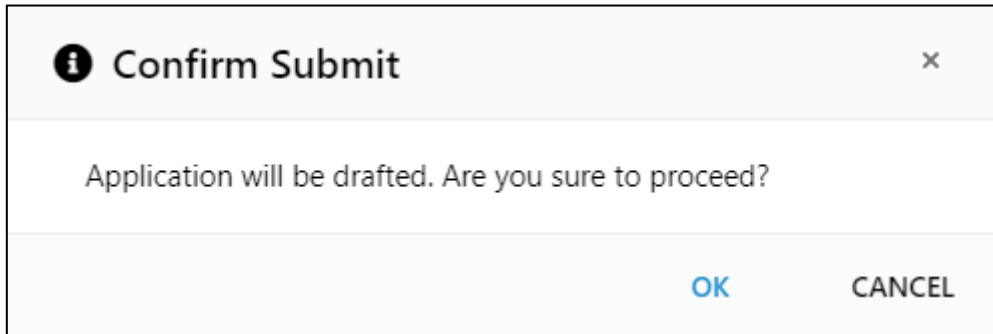 Confirm Submit ×
Application will be drafted. Are you sure to proceed?
OK CANCEL